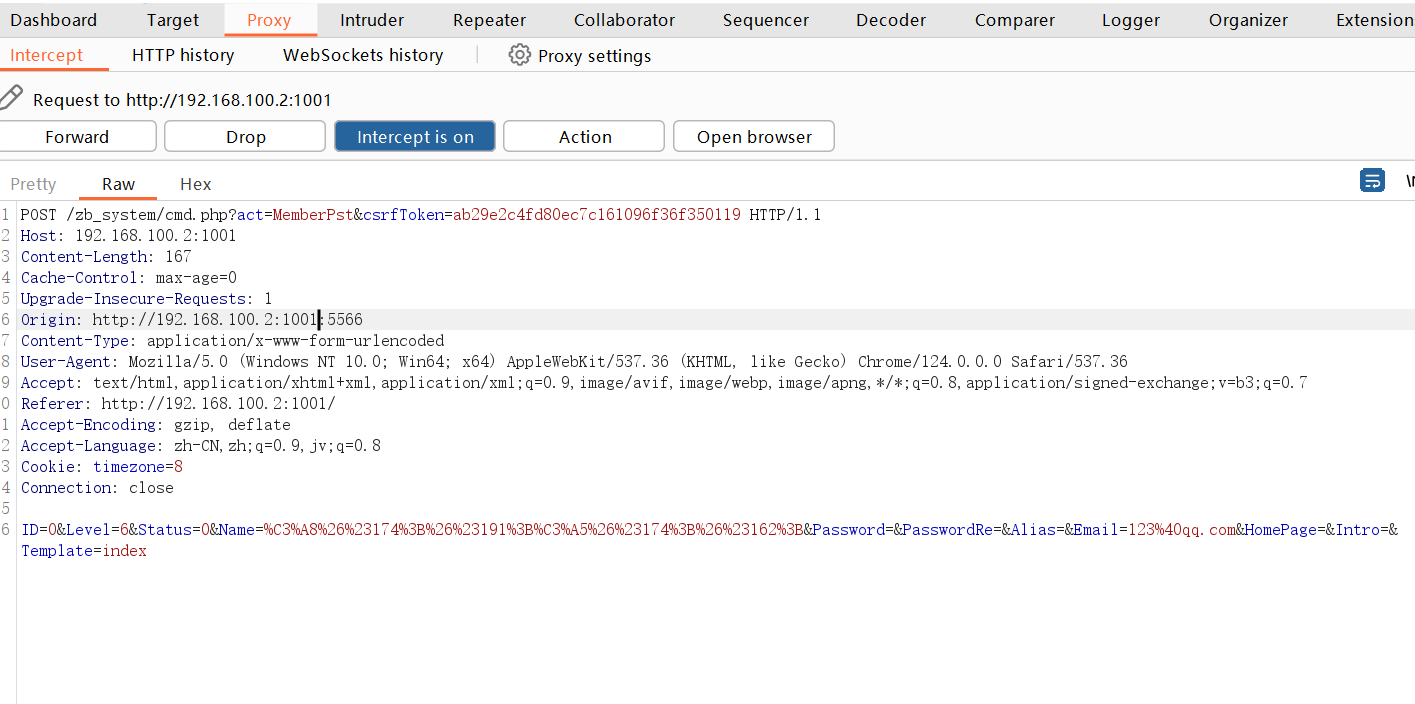 Dashboard Target Proxy Intruder Repeater Collaborator Sequencer Decoder Comparer Logger Organizer Extension
Intercept HTTP history WebSockets history Proxy settings
Request to http://192.168.100.2:1001
Forward Drop Intercept is on Action Open browser
Pretty Raw Hex
1 POST /zb_system/cmd.php?act=MemberPst&csrfToken=ab29e2c4fd80ec7c161096f36f350119 HTTP/1.1
2 Host: 192.168.100.2:1001
3 Content-Length: 167
4 Cache-Control: max-age=0
5 Upgrade-Insecure-Requests: 1
6 Origin: http://192.168.100.2:1001:5566
7 Content-Type: application/x-www-form-urlencoded
8 User-Agent: Mozilla/5.0 (Windows NT 10.0; Win64; x64) AppleWebKit/537.36 (KHTML, like Gecko) Chrome/124.0.0.0 Safari/537.36
9 Accept: text/html,application/xhtml+xml,application/xml;q=0.9,image/avif,image/webp,image/apng,*/*;q=0.8,application/signed-exchange;v=b3;q=0.7
0 Referer: http://192.168.100.2:1001/
1 Accept-Encoding: gzip, deflate
2 Accept-Language: zh-CN,zh;q=0.9,jv;q=0.8
3 Cookie: timezone=8
4 Connection: close
5
6 ID=0&Level=6&Status=0&Name=%C3%A8%26%23174%3B%26%23191%3B%C3%A5%26%23174%3B%26%23162%3B&Password=&PasswordRe=&Alias=&Email=123%40qq.com&HomePage=&Intro=&
Template=index